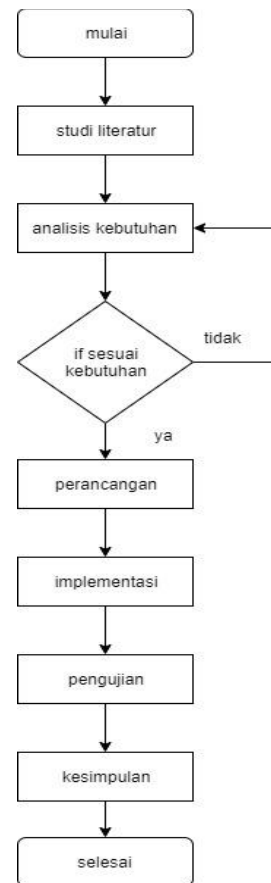 mulai
studi literatur
analisis kebutuhan
if sesuai
kebutuhan
tidak
ya
perancangan
implementasi
pengujian
kesimpulan
selesai